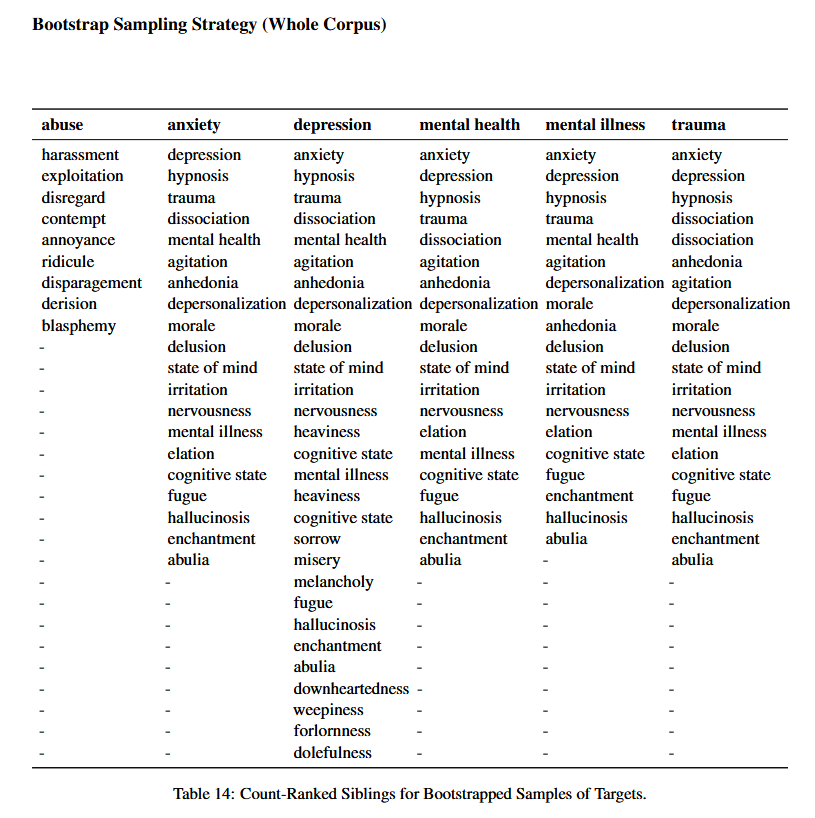 Bootstrap Sampling Strategy (Whole Corpus)
abuse anxiety depression mental health mental illness trauma
harassment depression anxiety anxiety anxiety anxiety
exploitation hypnosis hypnosis depression depression depression
disregard trauma trauma hypnosis hypnosis hypnosis
contempt dissociation dissociation trauma trauma dissociation
annoyance mental health mental health dissociation mental health dissociation
ridicule agitation agitation agitation agitation anhedonia
disparagement anhedonia anhedonia anhedonia depersonalization agitation
derision depersonalization depersonalization depersonalization morale depersonalization
blasphemy morale morale morale anhedonia morale
- delusion delusion delusion delusion delusion
- state of mind state of mind state of mind state of mind state of mind
- irritation irritation irritation irritation irritation
- nervousness nervousness nervousness nervousness nervousness
- mental illness heaviness elation elation mental illness
- elation cognitive state mental illness cognitive state elation
- cognitive state mental illness cognitive state fugue cognitive state
- fugue heaviness fugue enchantment fugue
- hallucinosis cognitive state hallucinosis hallucinosis hallucinosis
- enchantment sorrow enchantment abulia enchantment
- abulia misery abulia - abulia
- - melancholy - - -
- - fugue - - -
- - hallucinosis - - -
- - enchantment - - -
- - abulia - - -
- - downheartedness - - -
- - weepiness - - -
- - forlornness - - -
- - dolefulness - - -
Table 14: Count-Ranked Siblings for Bootstrapped Samples of Targets.